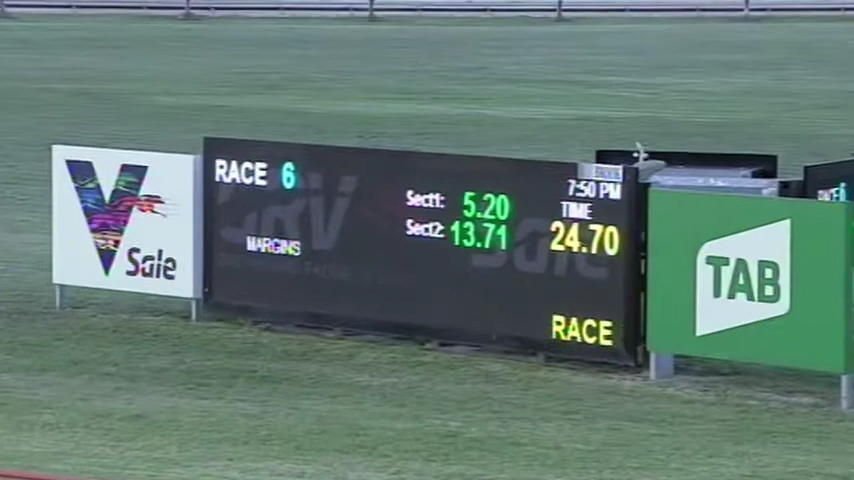 V
Sale
RACE 6
MARGINS
Sect1: 5.20
Sect2: 13.71
7:50 PM
TIME
24.70
RACE
TAB